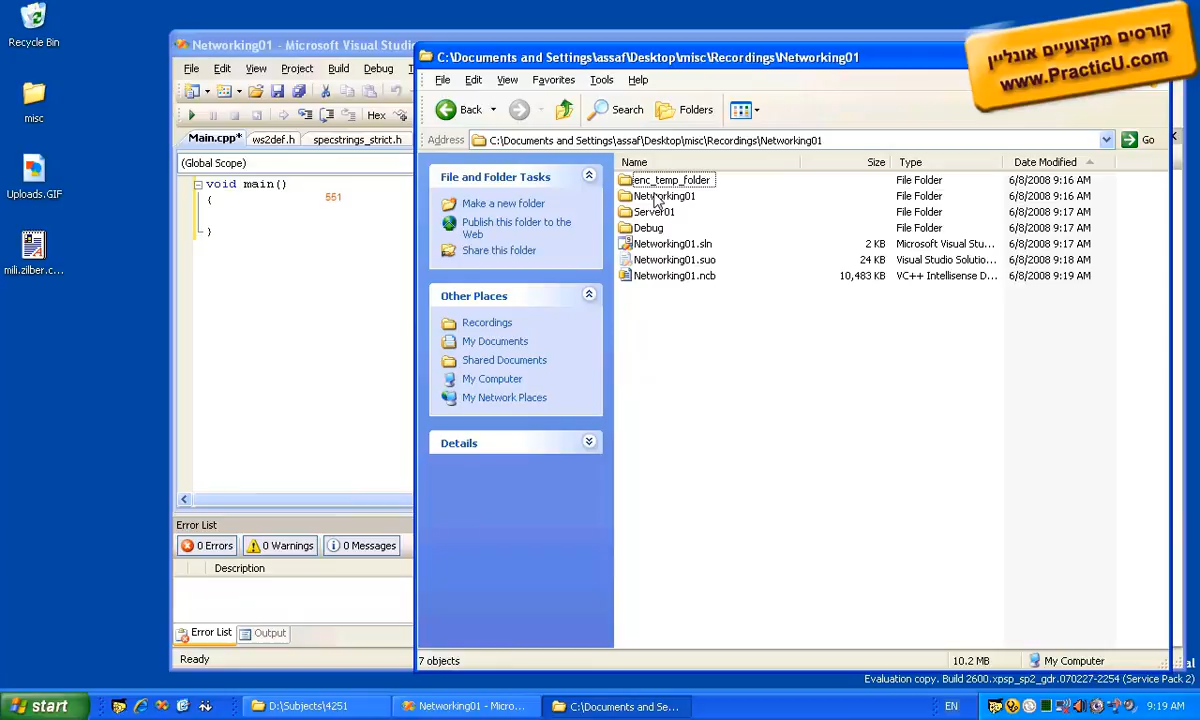 Recycle Bin
misc
Uploads.GIF
mili.zilber.c...
Networking01 - Microsoft Visual Studi
File Edit View Project Build Debug T
Hex
Main.cpp* ws2def.h specstrings_strict.h
(Global Scope)
void main()
{
551
}
Error List
0 Errors 0 Warnings 0 Messages
Description
Error List Output
Ready
C:\Documents and Settings\assaf\Desktop\misc\Recordings\Networking01
File Edit View Favorites Tools Help
Back Search Folders
Address C:\Documents and Settings\assaf\Desktop\misc\Recordings\Networking01 Go
קורסים מקצועיים אונליין
www.PracticU.com
File and Folder Tasks
Make a new folder
Publish this folder to the
Web
Share this folder
Other Places
Recordings
My Documents
Shared Documents
My Computer
My Network Places
Details
Name Size Type Date Modified
enc_temp_folder File Folder 6/8/2008 9:16 AM
Networking01 File Folder 6/8/2008 9:16 AM
Server01 File Folder 6/8/2008 9:17 AM
Debug File Folder 6/8/2008 9:17 AM
Networking01.sln 2 KB Microsoft Visual Stu... 6/8/2008 9:17 AM
Networking01.suo 24 KB Visual Studio Solutio... 6/8/2008 9:18 AM
Networking01.ncb 10,483 KB VC++ Intellisense D... 6/8/2008 9:19 AM
7 objects 10.2 MB My Computer
al
Evaluation copy. Build 2600.xpsp_sp2_gdr.070227-2254 (Service Pack 2)
start D:\Subjects\4251 Networking01 - Micros... C:\Documents and Se... EN 9:19 AM